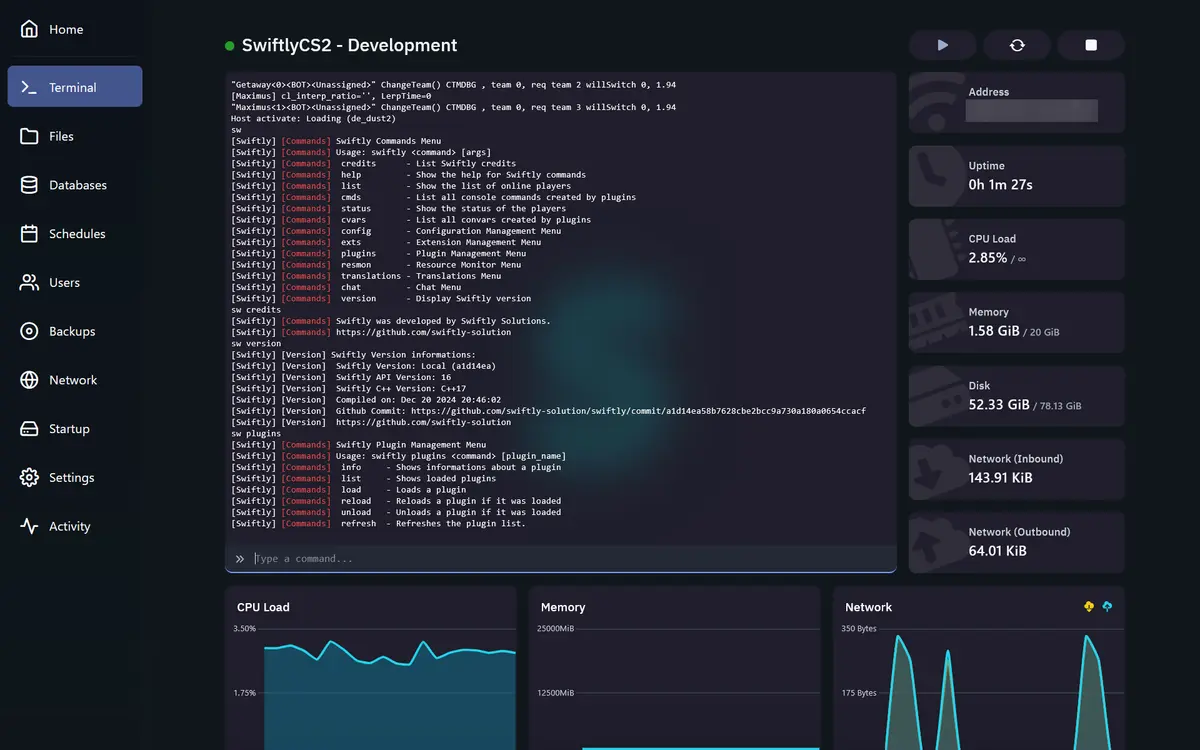 Home
Terminal
Files
Databases
Schedules
Users
Backups
Network
Startup
Settings
Activity
SwiftlyCS2 - Development
"Getaway<0><BOT><Unassigned>" ChangeTeam() CTMDBG , team 0, req team 2 willSwitch 0, 1.94
[Maximus] cl_interp_ratio='', LerpTime=0
"Maximus<1><BOT><Unassigned>" ChangeTeam() CTMDBG , team 0, req team 3 willSwitch 0, 1.94
Host activate: Loading (de_dust2)
sw
[Swiftly] [Commands] Swiftly Commands Menu
[Swiftly] [Commands] Usage: swiftly <command> [args]
[Swiftly] [Commands]  credits      - List Swiftly credits
[Swiftly] [Commands]  help         - Show the help for Swiftly commands
[Swiftly] [Commands]  list         - Show the list of online players
[Swiftly] [Commands]  cmds         - List all console commands created by plugins
[Swiftly] [Commands]  status       - Show the status of the players
[Swiftly] [Commands]  cvars        - List all convars created by plugins
[Swiftly] [Commands]  config       - Configuration Management Menu
[Swiftly] [Commands]  exts         - Extension Management Menu
[Swiftly] [Commands]  plugins      - Plugin Management Menu
[Swiftly] [Commands]  resmon       - Resource Monitor Menu
[Swiftly] [Commands]  translations - Translations Menu
[Swiftly] [Commands]  chat         - Chat Menu
[Swiftly] [Commands]  version      - Display Swiftly version
sw credits
[Swiftly] [Commands] Swiftly was developed by Swiftly Solutions.
[Swiftly] [Commands] https://github.com/swiftly-solution
sw version
[Swiftly] [Version] Swiftly Version informations:
[Swiftly] [Version]  Swiftly Version: Local (a1d14ea)
[Swiftly] [Version]  Swiftly API Version: 16
[Swiftly] [Version]  Swiftly C++ Version: C++17
[Swiftly] [Version]  Compiled on: Dec 20 2024 20:46:02
[Swiftly] [Version]  Github Commit: https://github.com/swiftly-solution/swiftly/commit/a1d14ea58b7628cbe2bcc9a730a180a0654ccacf
[Swiftly] [Version]  https://github.com/swiftly-solution
sw plugins
[Swiftly] [Commands] Swiftly Plugin Management Menu
[Swiftly] [Commands] Usage: swiftly plugins <command> [plugin_name]
[Swiftly] [Commands]  info     - Shows informations about a plugin
[Swiftly] [Commands]  list     - Shows loaded plugins
[Swiftly] [Commands]  load     - Loads a plugin
[Swiftly] [Commands]  reload   - Reloads a plugin if it was loaded
[Swiftly] [Commands]  unload   - Unloads a plugin if it was loaded
[Swiftly] [Commands]  refresh  - Refreshes the plugin list.
» Type a command...
Address
Uptime
0h 1m 27s
CPU Load
2.85% / ∞
Memory
1.58 GiB / 20 GiB
Disk
52.33 GiB / 78.13 GiB
Network (Inbound)
143.91 KiB
Network (Outbound)
64.01 KiB
CPU Load
3.50%
1.75%
Memory
25000MiB
12500MiB
Network
350 Bytes
175 Bytes